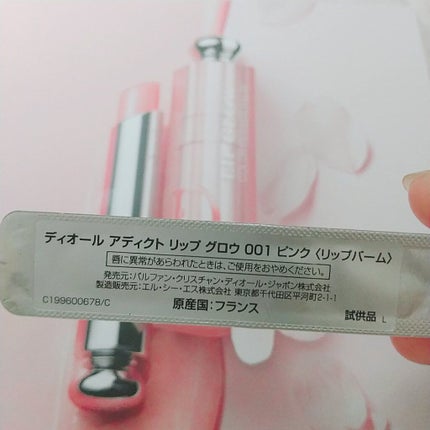 ディオール アディクト リップ グロウ 001 ピンク〈リップバーム〉
唇に異常があらわれたときは、ご使用をおやめください。
発売元:パルファン・クリスチャン・ディオール・ジャポン株式会社
製造販売元:エル・シー・エス株式会社 東京都千代田区平河町2-1-1
C199600678/C 原産国:フランス 試供品 L